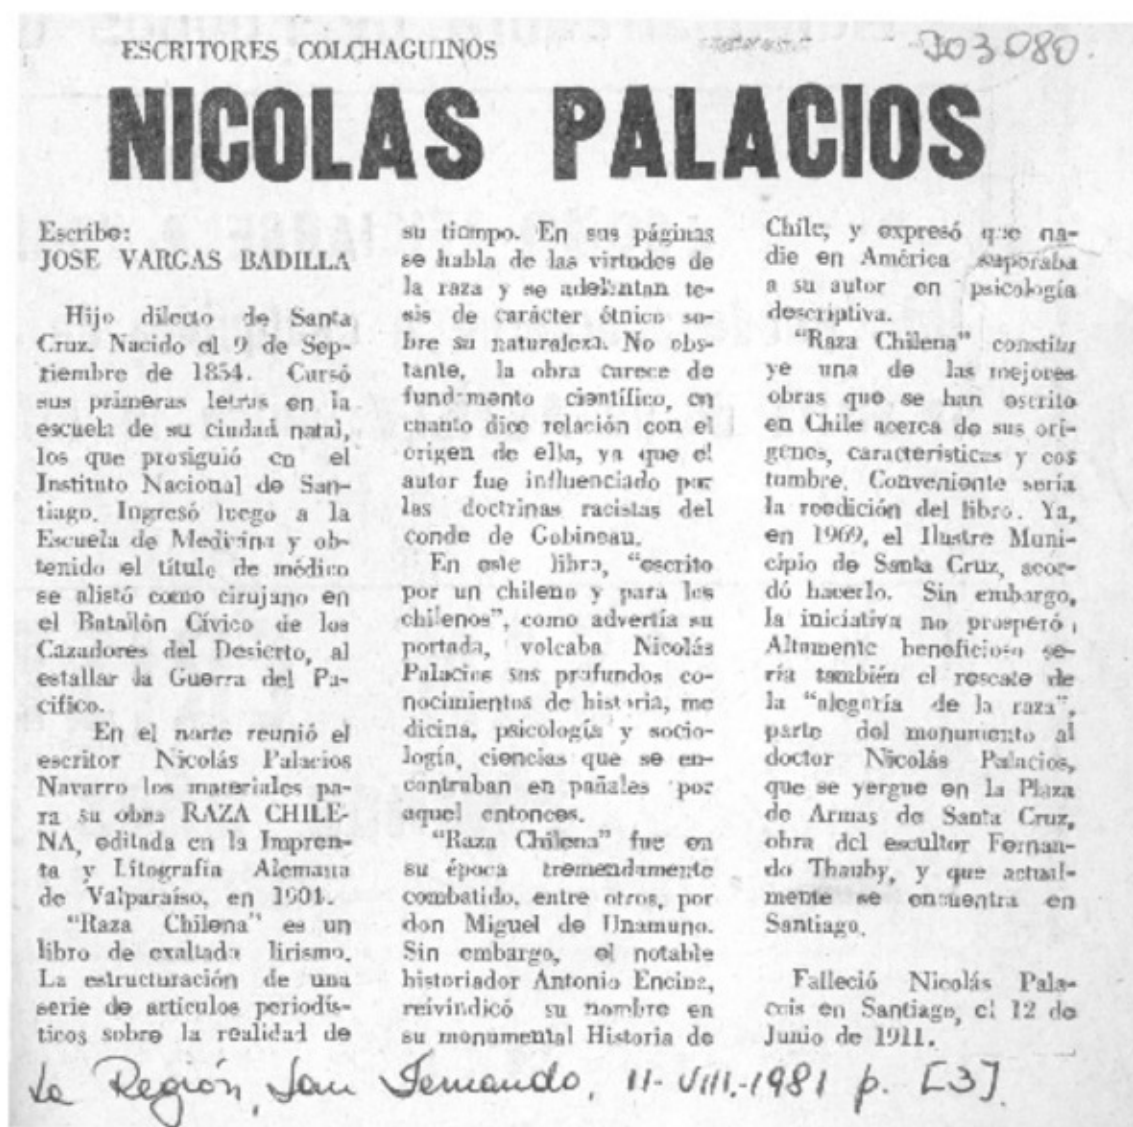 ESCRITORES COLCHAGUINOS
303080
NICOLAS PALACIOS
Escribe:
JOSE VARGAS BADILLA
Hijo dilecto de Santa
Cruz. Nacido el 9 de Sep-
tiembre de 1854. Cursó
sus primeras letras en la
escuela de su ciudad natal,
los que prosiguió en el
Instituto Nacional de San-
tiago. Ingresó luego a la
Escuela de Medicina y ob-
tenido el título de médico
se alistó como cirujano en
el Batallón Cívico de los
Cazadores del Desierto, al
estallar la Guerra del Pa-
cífico.
En el norte reunió el
escritor Nicolás Palacios
Navarro los materiales pa-
ra su obra RAZA CHILE-
NA, editada en la Impren-
ta y Litografía Alemana
de Valparaíso, en 1901.
"Raza Chilena" es un
libro de exaltada lirismo.
La estructuración de una
serie de artículos periodís-
ticos sobre la realidad de
su tiempo. En sus páginas
se habla de las virtudes de
la raza y se adelantan te-
sis de carácter étnico so-
bre su naturaleza. No obs-
tante, la obra carece de
fundamento científico, en
cuanto dice relación con el
origen de ella, ya que el
autor fue influenciado por
las doctrinas racistas del
conde de Gobineau.
En este libro, "escrito
por un chileno y para los
chilenos", como advertía su
portada, volcaba Nicolás
Palacios sus profundos co-
nocimientos de historia, me
dicina, psicología y socio-
logía, ciencias que se en-
contraban en pañales por
aquel entonces.
"Raza Chilena" fue en
su época tremendamente
combatido, entre otros, por
don Miguel de Unamuno.
Sin embargo, el notable
historiador Antonio Encina,
reivindicó su nombre en
su monumental Historia de
Chile, y expresó que na-
die en América superaba
a su autor en psicología
descriptiva.
"Raza Chilena" constitu
ye una de las mejores
obras que se han escrito
en Chile acerca de sus orí-
genes, características y cos
tumbre. Conveniente sería
la reedición del libro. Ya,
en 1969, el Ilustre Muni-
cipio de Santa Cruz, acor-
dó hacerlo. Sin embargo,
la iniciativa no prosperó.
Altamente beneficioso se-
ría también el rescate de
la "alegoría de la raza",
parte del monumento al
doctor Nicolás Palacios,
que se yergue en la Plaza
de Armas de Santa Cruz,
obra del escultor Fernan-
do Thauby, y que actual-
mente se encuentra en
Santiago.
Falleció Nicolás Pala-
cois en Santiago, el 12 de
Junio de 1911.
La Región, San Fernando, 11-VIII.-1981 p. [3].